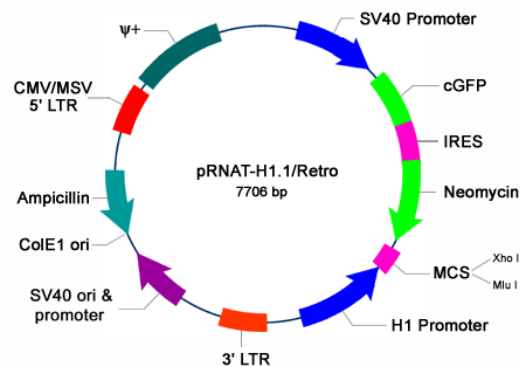 SV40 Promoter
cGFP
IRES
Neomycin
MCS
Xho I
Mlu I
H1 Promoter
3' LTR
SV40 ori &
promoter
ColE1 ori
Ampicillin
CMV/MSV
5' LTR
Ψ+
pRNAT-H1.1/Retro
7706 bp